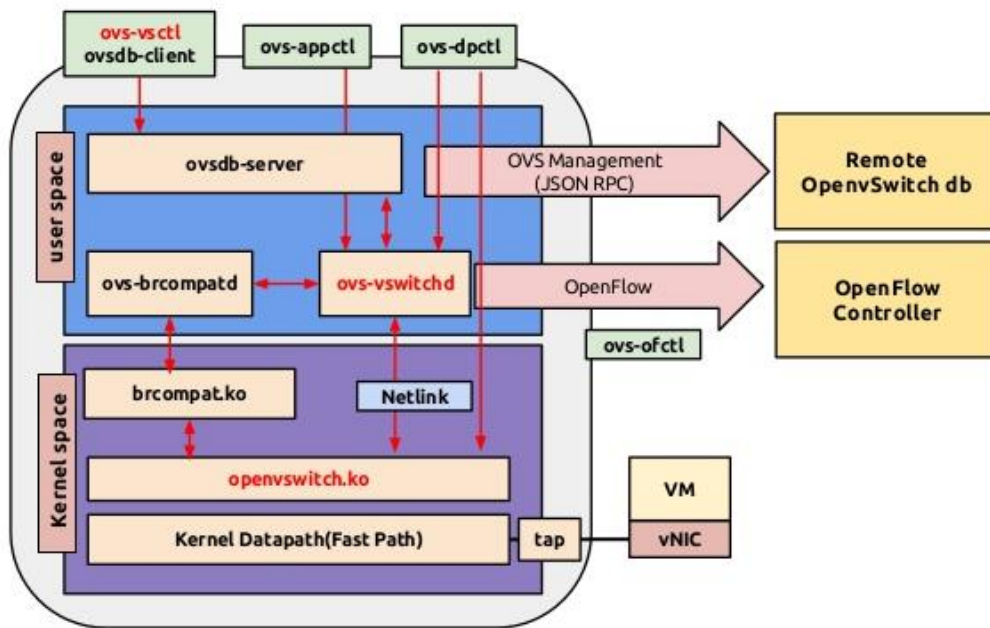 ovs-vsctl
ovsdb-client
ovs-appctl
ovs-dpctl
user space
ovsdb-server
OVS Management
(JSON RPC)
Remote
OpenvSwitch db
ovs-brcompatd
ovs-vswitchd
OpenFlow
OpenFlow
Controller
ovs-ofctl
Kernel space
brcompat.ko
Netlink
openvswitch.ko
Kernel Datapath(Fast Path)
tap
VM
vNIC